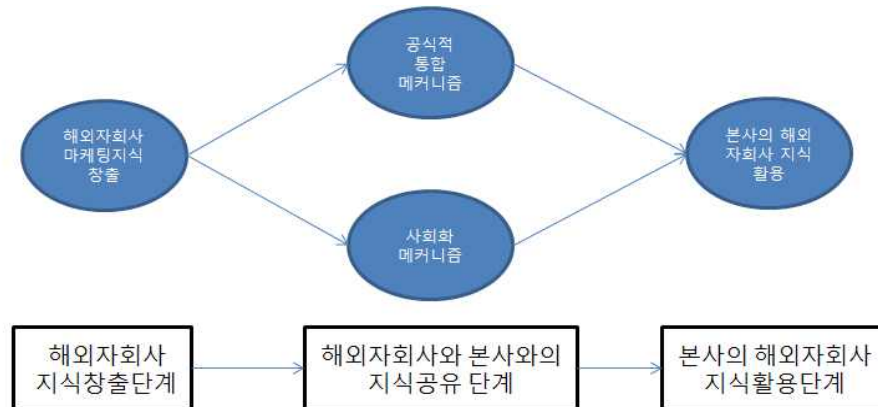 공식적
통합
메커니즘
해외자회사
마케팅지식
창출
본사의 해외
자회사 지식
활용
사회화
메커니즘
해외자회사
지식창출단계
해외자회사와 본사와의
지식공유 단계
본사의 해외자회사
지식활용단계